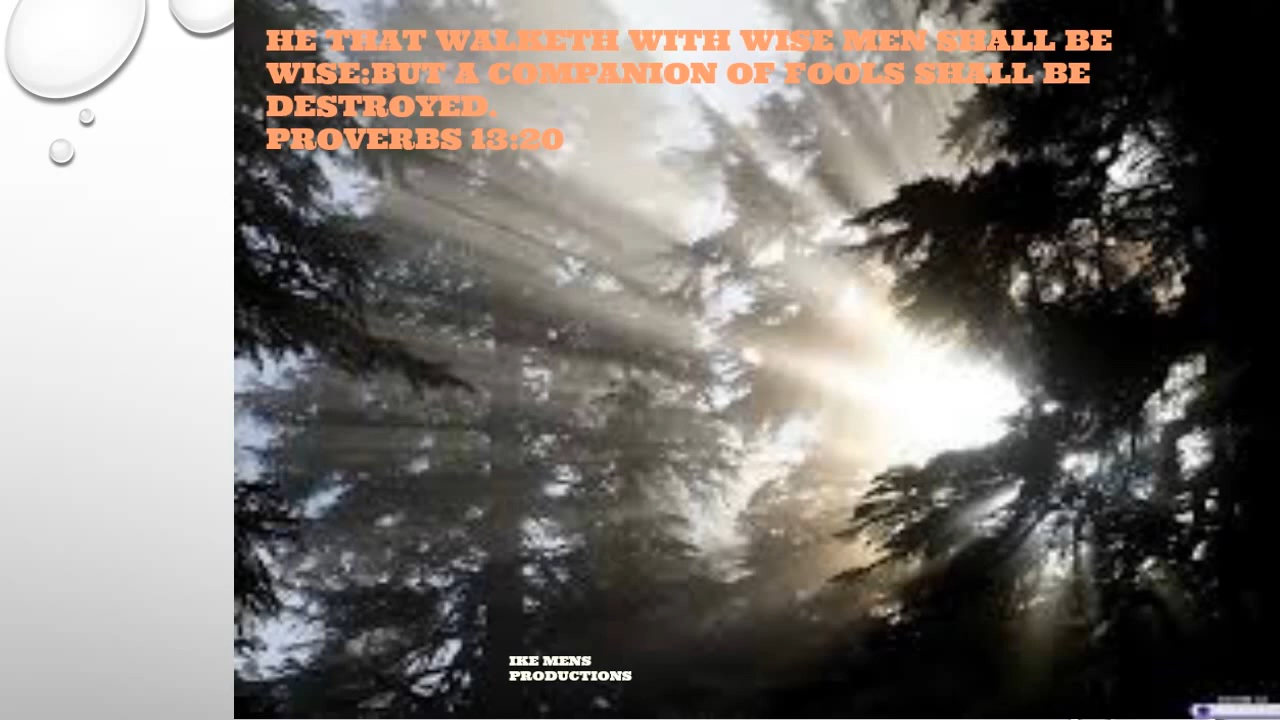 HE THAT WALKETH WITH WISE MEN SHALL BE
WISE:BUT A COMPANION OF FOOLS SHALL BE
DESTROYED.
PROVERBS 13:20
IKE MENS
PRODUCTIONS